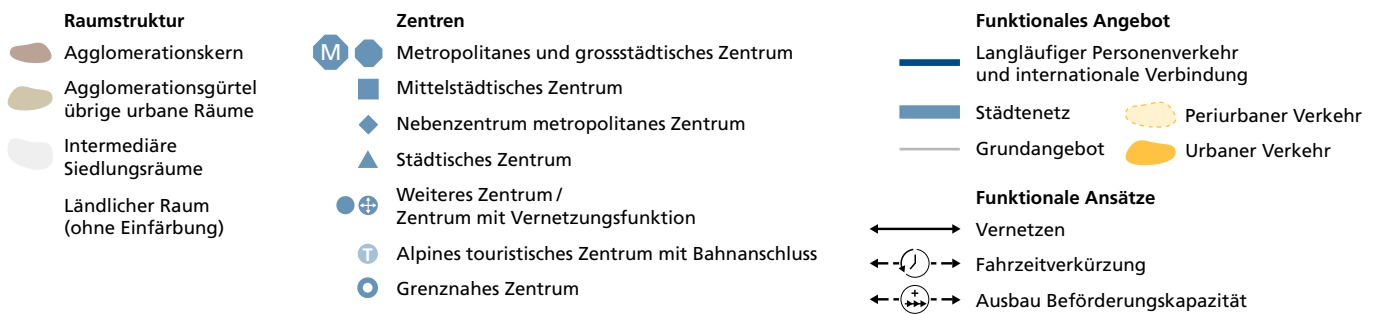 Raumstruktur
Agglomerationskern
Agglomerationsgürtel
übrige urbane Räume
Intermediäre
Siedlungsräume
Ländlicher Raum
(ohne Einfärbung)
Zentren
M
Metropolitanes und grossstädtisches Zentrum
Mittelstädtisches Zentrum
Nebenzentrum metropolitanes Zentrum
Städtisches Zentrum
Weiteres Zentrum /
Zentrum mit Vernetzungsfunktion
T
Alpines touristisches Zentrum mit Bahnanschluss
Grenznahes Zentrum
Funktionales Angebot
Langläufiger Personenverkehr
und internationale Verbindung
Städtenetz
Periurbaner Verkehr
Grundangebot
Urbaner Verkehr
Funktionale Ansätze
Vernetzen
Fahrzeitverkürzung
Ausbau Beförderungskapazität